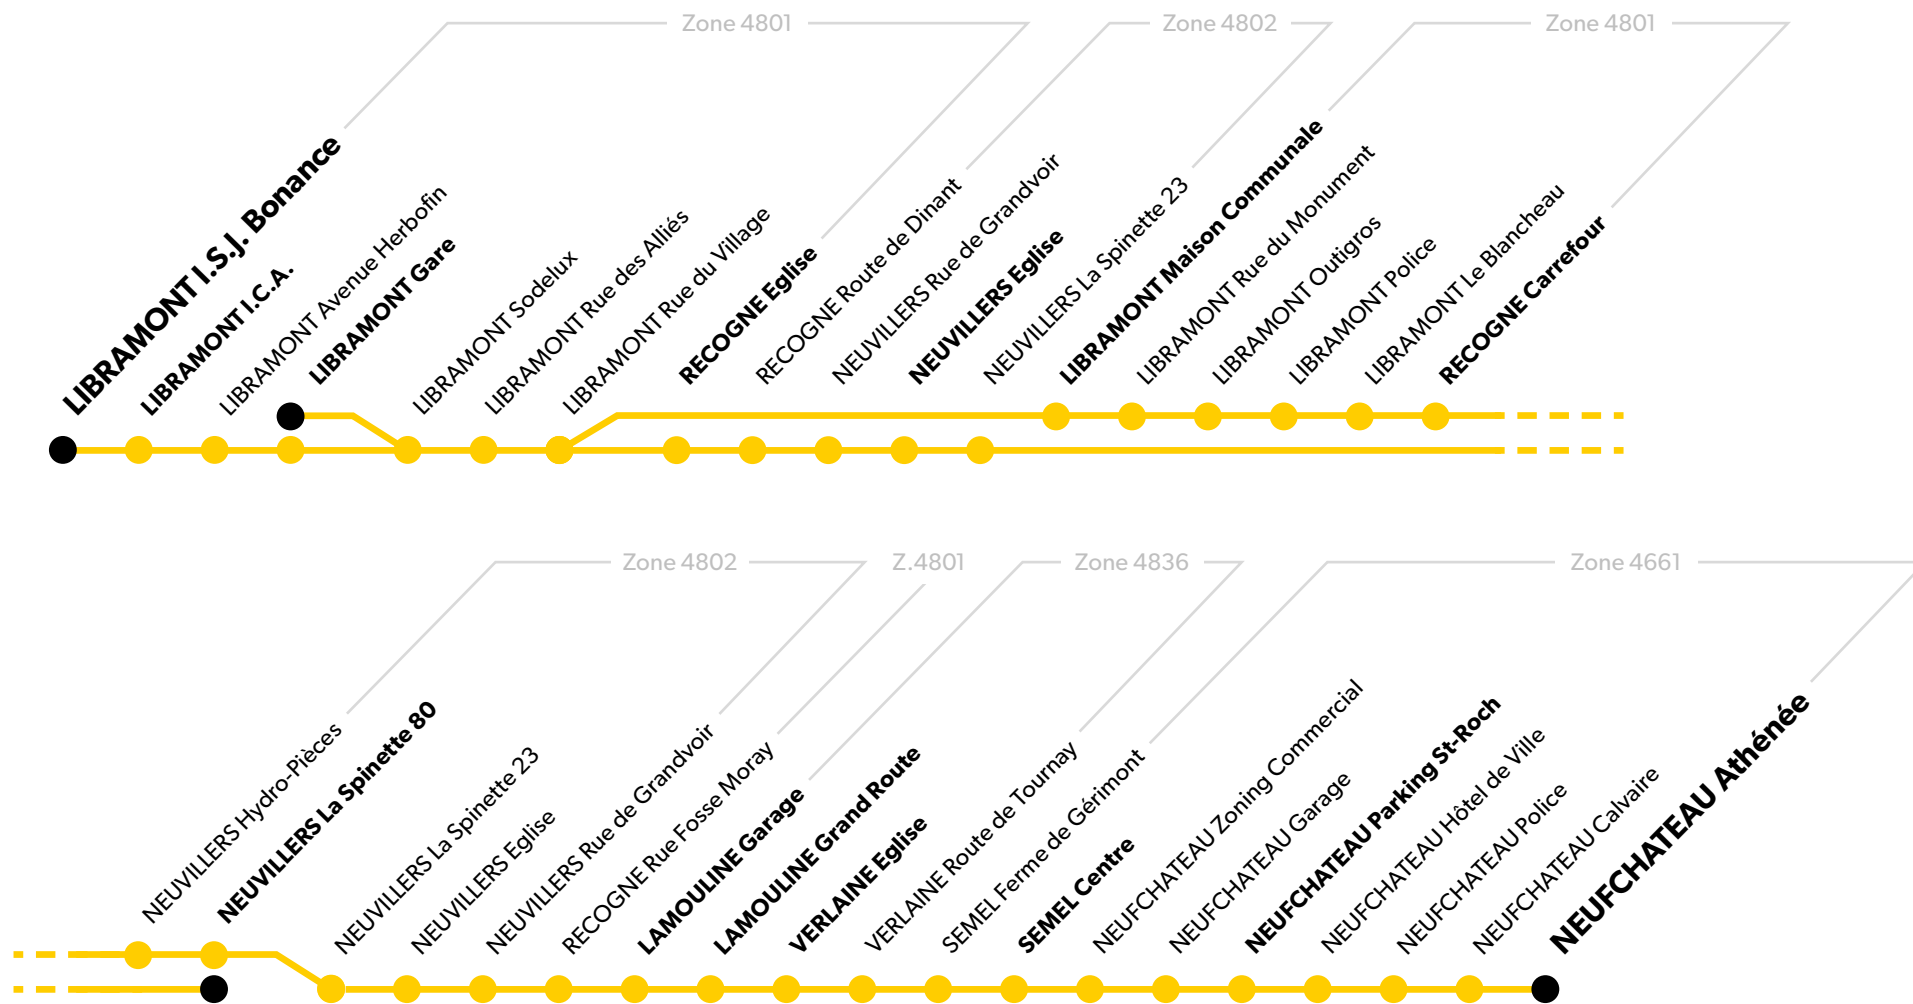 Zone 4801
Zone 4802
Zone 4801
LIBRAMONT I.S.J. Bonance
LIBRAMONT I.C.A.
LIBRAMONT Avenue Herbofin
LIBRAMONT Gare
LIBRAMONT Sodelux
LIBRAMONT Rue des Alliés
LIBRAMONT Rue du Village
RECOGNE Eglise
RECOGNE Route de Dinant
NEUVILLERS Rue de Grandvoir
NEUVILLERS Eglise
NEUVILLERS La Spinette 23
LIBRAMONT Maison Communale
LIBRAMONT Rue du Monument
LIBRAMONT Outigros
LIBRAMONT Police
LIBRAMONT Le Blancheau
RECOGNE Carrefour
Zone 4802
Z.4801
Zone 4836
Zone 4661
NEUVILLERS Hydro-Pièces
NEUVILLERS La Spinette 80
NEUVILLERS La Spinette 23
NEUVILLERS Eglise
NEUVILLERS Rue de Grandvoir
RECOGNE Rue Fosse Moray
LAMOULINE Garage
LAMOULINE Grand Route
VERLAINE Eglise
VERLAINE Route de Tournay
SEMEL Ferme de Gérimont
SEMEL Centre
NEUFCHATEAU Zoning Commercial
NEUFCHATEAU Garage
NEUFCHATEAU Parking St-Roch
NEUFCHATEAU Hôtel de Ville
NEUFCHATEAU Police
NEUFCHATEAU Calvaire
NEUFCHATEAU Athénée